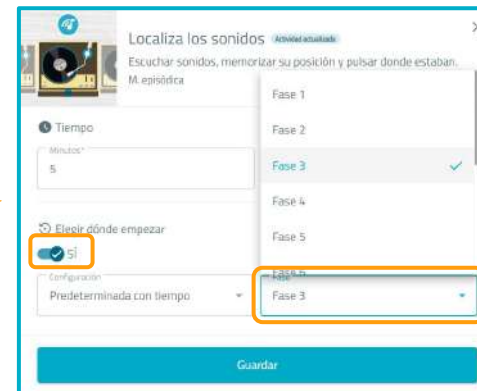 Localiza los sonidos Actividad actualizada
Escuchar sonidos, memorizar su posición y pulsar donde estaban.
M. episódica
Tiempo
Minutos*
5
Fase 1
Fase 2
Fase 3
Fase 4
Fase 5
Fase 6
Elegir dónde empezar
SÍ
Configuración
Predeterminada con tiempo
Fase 3
Guardar